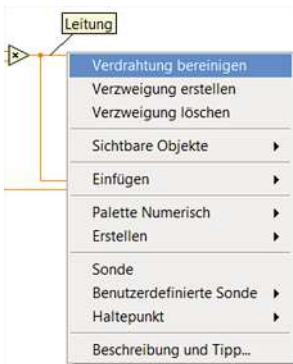 Leitung
Verdrahtung bereinigen
Verzweigung erstellen
Verzweigung löschen
Sichtbare Objekte
Einfügen
Palette Numerisch
Erstellen
Sonde
Benutzerdefinierte Sonde
Haltepunkt
Beschreibung und Tipp...